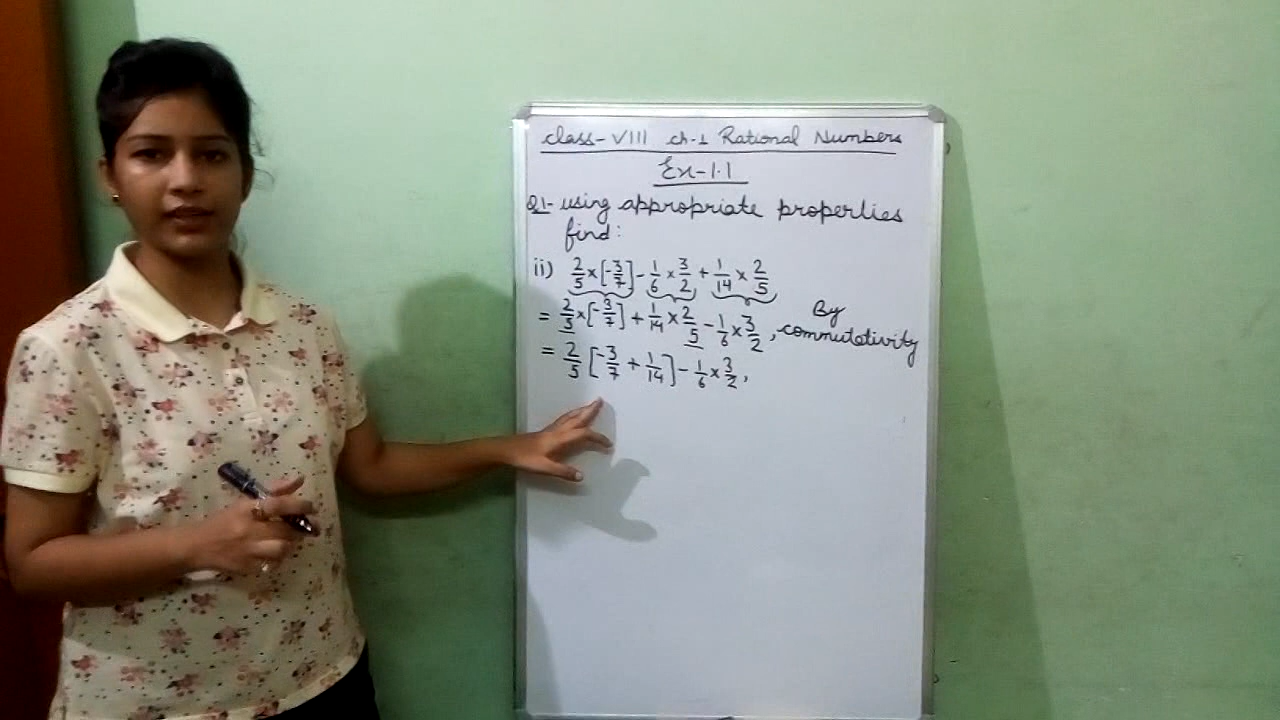 Class-VIII ch-1 Rational Numbers
Ex-1.1
Q1- using appropriate properties
find:
ii) 2/5 × [-3/7] - 1/6 × 3/2 + 1/14 × 2/5
= 2/5 × [-3/7] + 1/14 × 2/5 - 1/6 × 3/2, By commutativity
= 2/5 [-3/7 + 1/14] - 1/6 × 3/2,